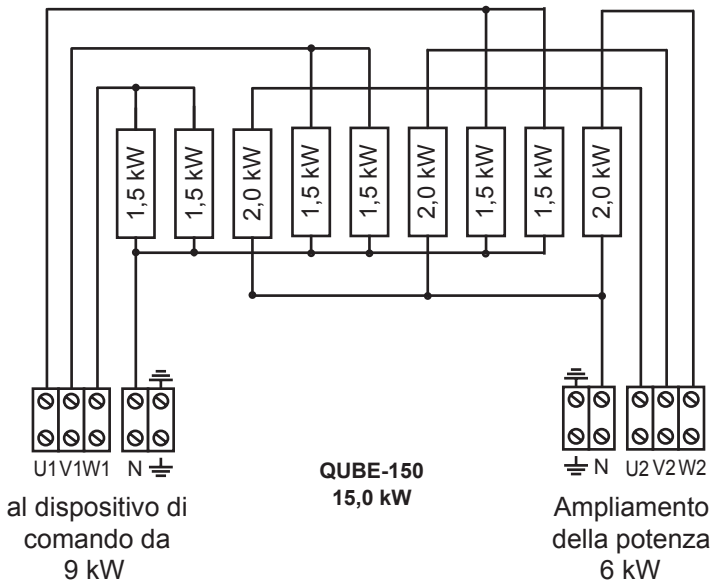 1,5 kW
1,5 kW
2,0 kW
1,5 kW
1,5 kW
2,0 kW
1,5 kW
1,5 kW
2,0 kW
U1 V1 W1 N
al dispositivo di
comando da
9 kW
QUBE-150
15,0 kW
N U2 V2 W2
Ampliamento
della potenza
6 kW